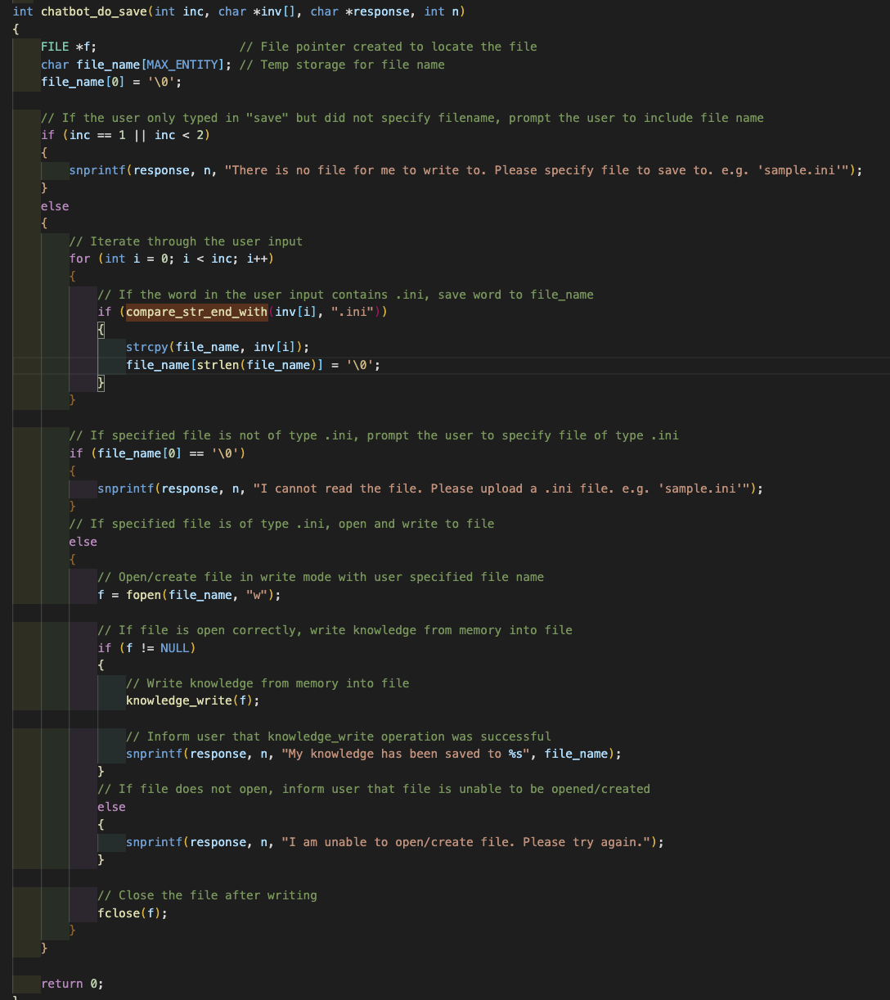 int chatbot_do_save(int inc, char *inv[], char *response, int n)
{
    FILE *f;                    // File pointer created to locate the file
    char file_name[MAX_ENTITY]; // Temp storage for file name
    file_name[0] = '\0';

    // If the user only typed in "save" but did not specify filename, prompt the user to include file name
    if (inc == 1 || inc < 2)
    {
        snprintf(response, n, "There is no file for me to write to. Please specify file to save to. e.g. 'sample.ini'");
    }
    else
    {
        // Iterate through the user input
        for (int i = 0; i < inc; i++)
        {
            // If the word in the user input contains .ini, save word to file_name
            if (compare_str_end_with(inv[i], ".ini"))
            {
                strcpy(file_name, inv[i]);
                file_name[strlen(file_name)] = '\0';
            }
        }

        // If specified file is not of type .ini, prompt the user to specify file of type .ini
        if (file_name[0] == '\0')
        {
            snprintf(response, n, "I cannot read the file. Please upload a .ini file. e.g. 'sample.ini'");
        }
        // If specified file is of type .ini, open and write to file
        else
        {
            // Open/create file in write mode with user specified file name
            f = fopen(file_name, "w");

            // If file is open correctly, write knowledge from memory into file
            if (f != NULL)
            {
                // Write knowledge from memory into file
                knowledge_write(f);

                // Inform user that knowledge_write operation was successful
                snprintf(response, n, "My knowledge has been saved to %s", file_name);
            }
            // If file does not open, inform user that file is unable to be opened/created
            else
            {
                snprintf(response, n, "I am unable to open/create file. Please try again.");
            }

            // Close the file after writing
            fclose(f);
        }
    }

    return 0;
}